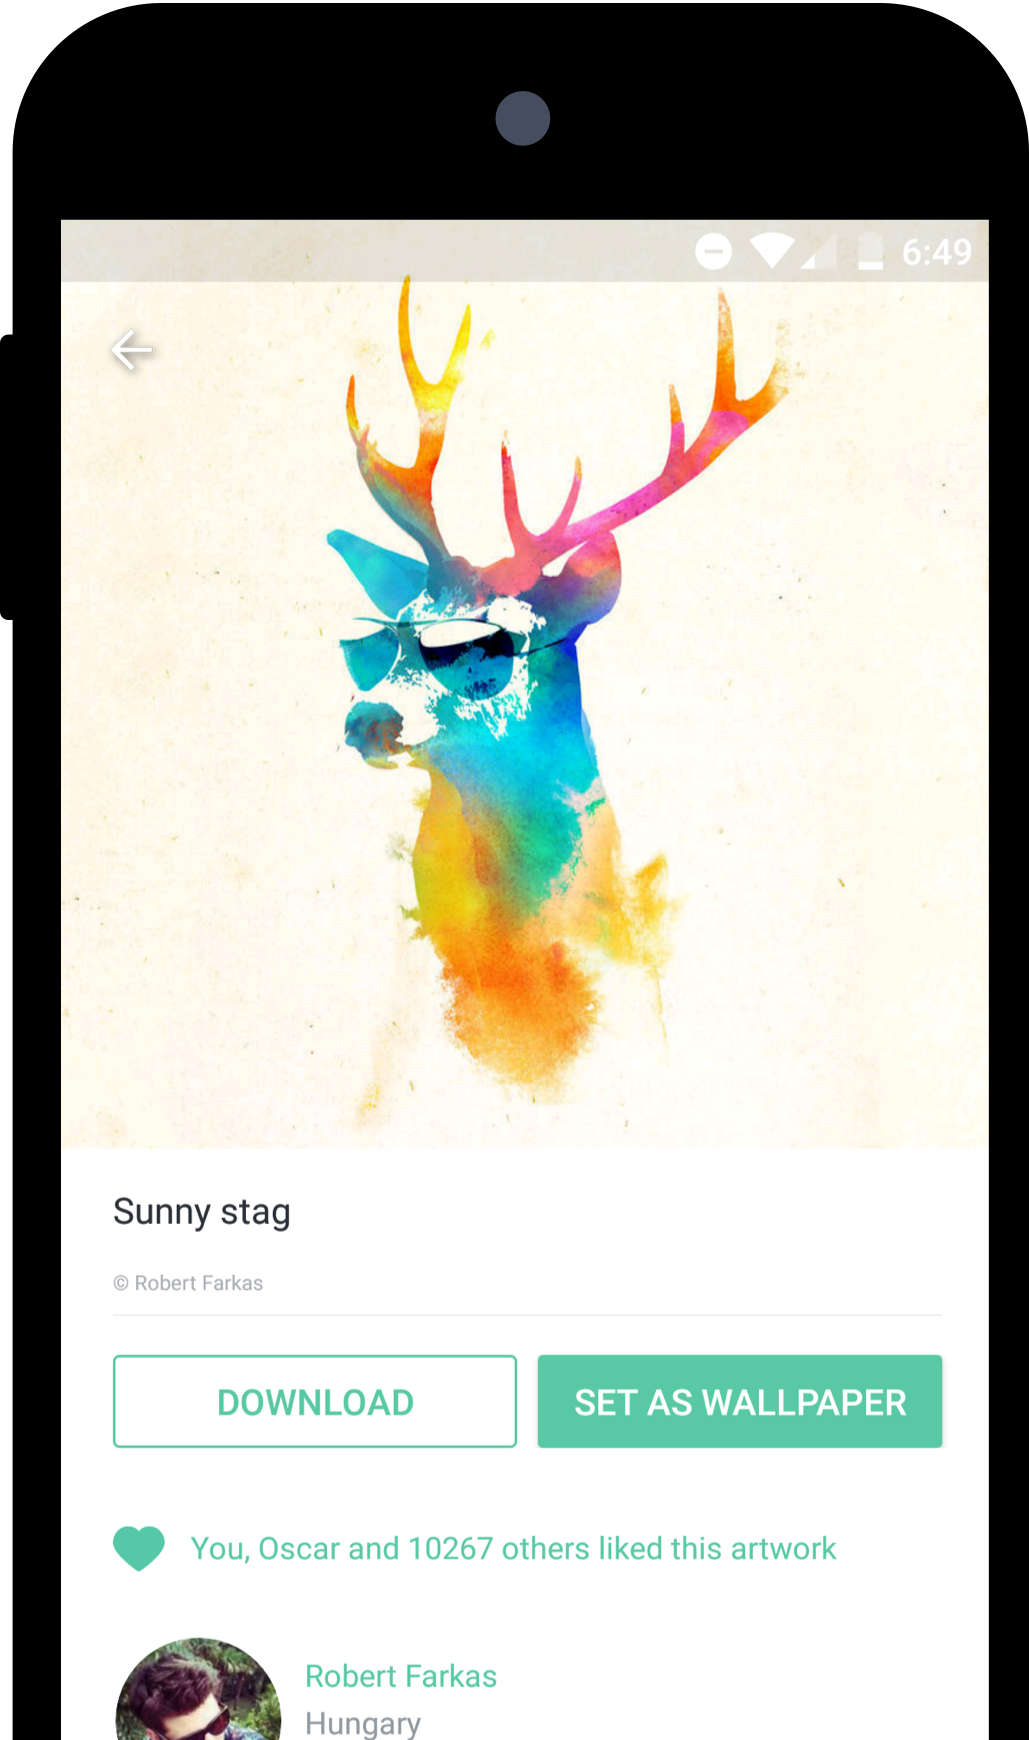 6:49
Sunny stag
© Robert Farkas
DOWNLOAD
SET AS WALLPAPER
You, Oscar and 10267 others liked this artwork
Robert Farkas
Hungary